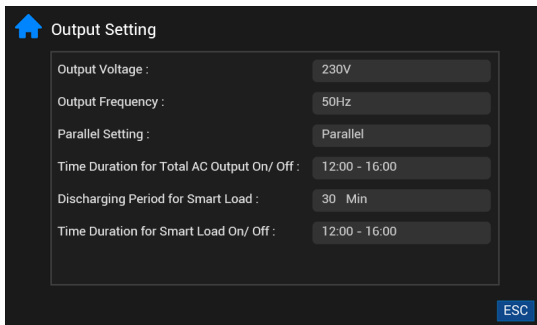 Output Setting
Output Voltage : 230V
Output Frequency : 50Hz
Parallel Setting : Parallel
Time Duration for Total AC Output On/ Off : 12:00 - 16:00
Discharging Period for Smart Load : 30 Min
Time Duration for Smart Load On/ Off : 12:00 - 16:00
ESC